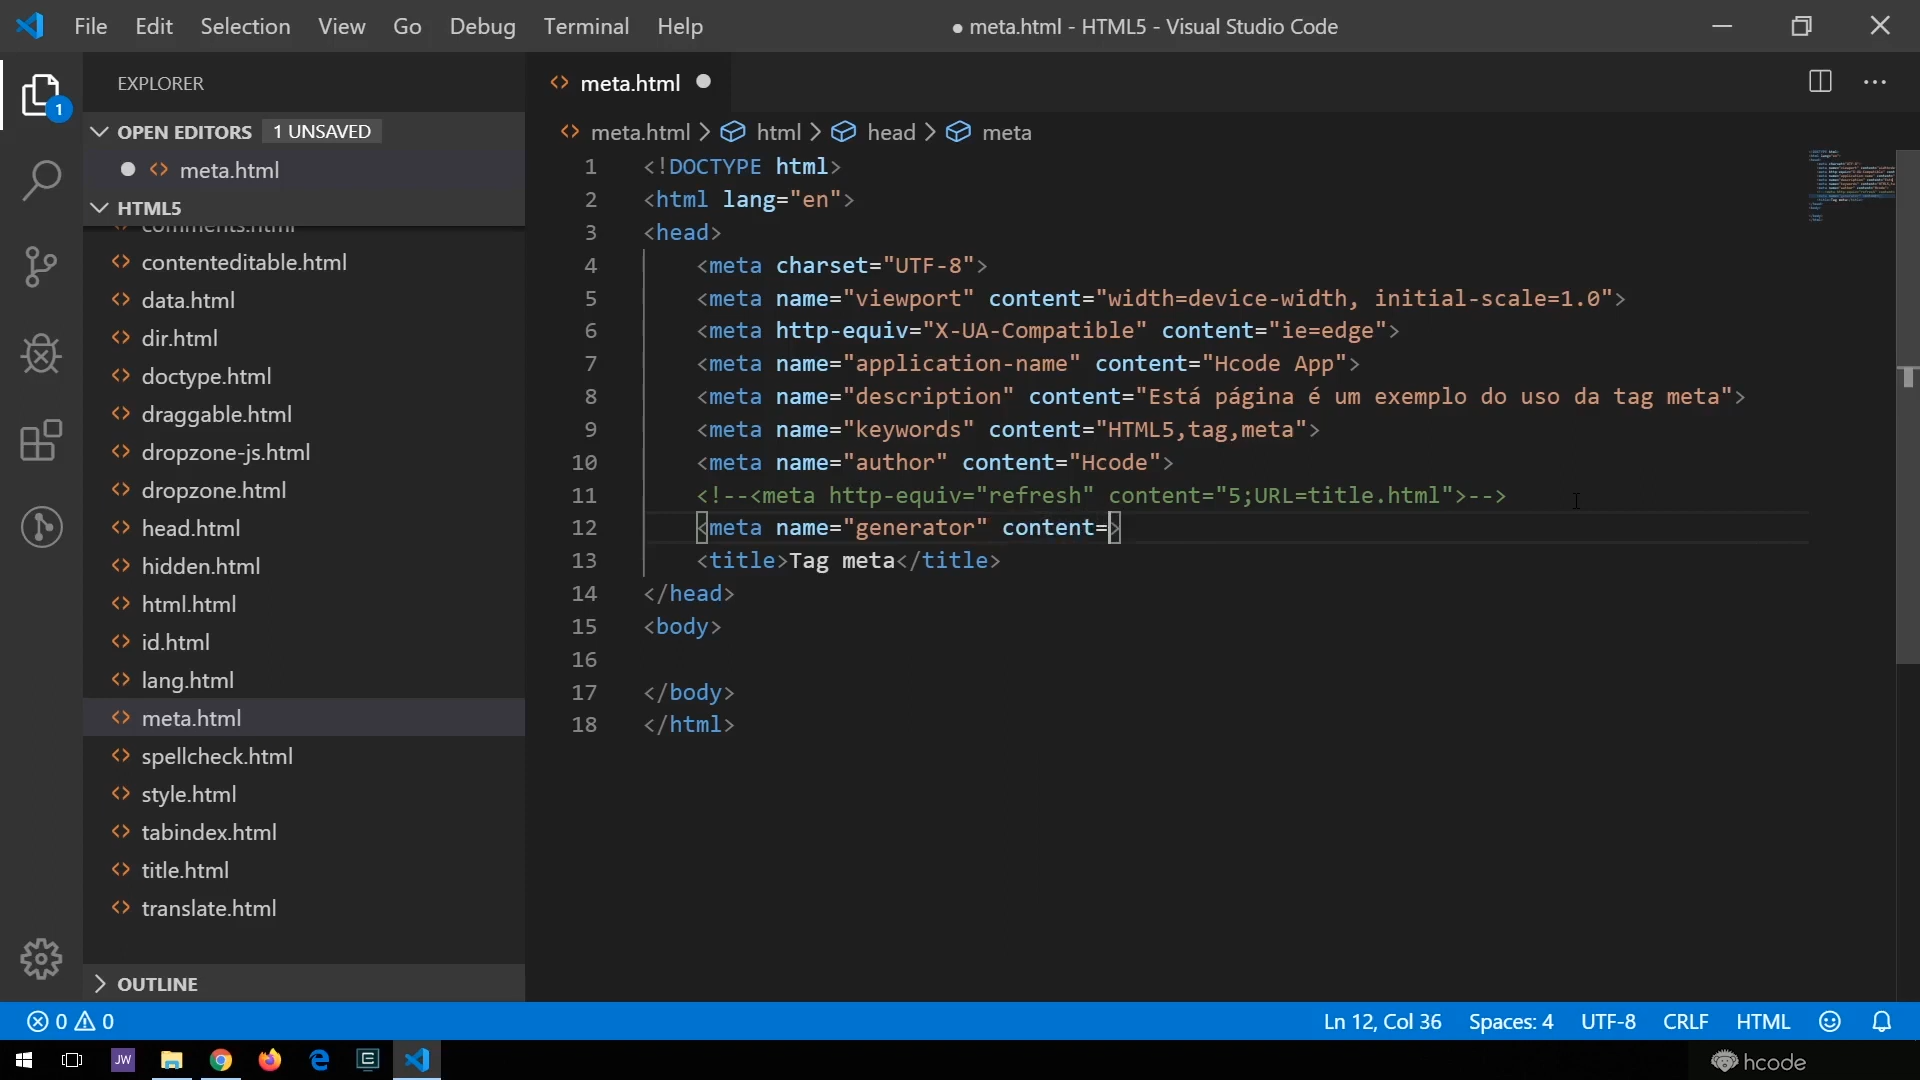 File Edit Selection View Go Debug Terminal Help
● meta.html - HTML5 - Visual Studio Code
EXPLORER
1
OPEN EDITORS 1 UNSAVED
meta.html
HTML5
comments.html
contenteditable.html
data.html
dir.html
doctype.html
draggable.html
dropzone-js.html
dropzone.html
head.html
hidden.html
html.html
id.html
lang.html
meta.html
spellcheck.html
style.html
tabindex.html
title.html
translate.html
OUTLINE
meta.html
meta.html > html > head > meta
1 <!DOCTYPE html>
2 <html lang="en">
3 <head>
4 <meta charset="UTF-8">
5 <meta name="viewport" content="width=device-width, initial-scale=1.0">
6 <meta http-equiv="X-UA-Compatible" content="ie=edge">
7 <meta name="application-name" content="Hcode App">
8 <meta name="description" content="Está página é um exemplo do uso da tag meta">
9 <meta name="keywords" content="HTML5,tag,meta">
10 <meta name="author" content="Hcode">
11 <!--<meta http-equiv="refresh" content="5;URL=title.html">-->
12 <meta name="generator" content=>
13 <title>Tag meta</title>
14 </head>
15 <body>
16
17 </body>
18 </html>
0 0
Ln 12, Col 36 Spaces: 4 UTF-8 CRLF HTML
JW
hcode